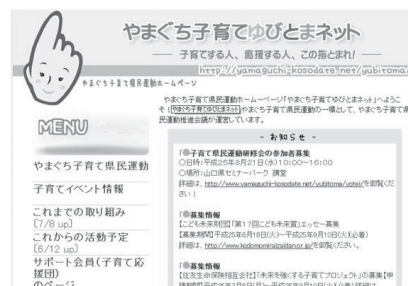 やまぐち子育てゆびとまネット
子育てする人、応援する人、この指とまれ!
http://yamaguchi-kosodate.net/yubitoma/
やまぐち子育て県民運動ホームページ
やまぐち子育て県民運動ホームページ「やまぐち子育てゆびとまネット」へようこ
そ!「やまぐち子育てゆびとまネット」やまぐち子育て県民運動の一環として、やまぐち子育て県
民運動推進会議が運営しています。
MENU
やまぐち子育て県民運動
子育てイベント情報
これまでの取り組み
[7/8 up]
これからの活動予定
[6/12 up]
サポート会員(子育て応
援団)
のページ
~ お知らせ ~
「●子育て県民運動研修会の参加者募集
○日時:平成25年8月21日(水)10:00~16:00
○場所:山口県セミナーパーク 講堂
詳細は、http://www.yamaguchi-kosodate.net/yubitoma/yotei/を御覧くだ
さい!
「●募集情報
【こども未来財団】「第17回こども未来賞」エッセー募集
【募集期間】平成25年6月18日(火)~平成25年9月10日(火)(必着)
詳細は、http://www.kodomomiraizaidan.or.jp/を御覧ください。
「●募集情報
【住友生命保険相互会社】「未来を強くする子育てプロジェクト」の募集【申